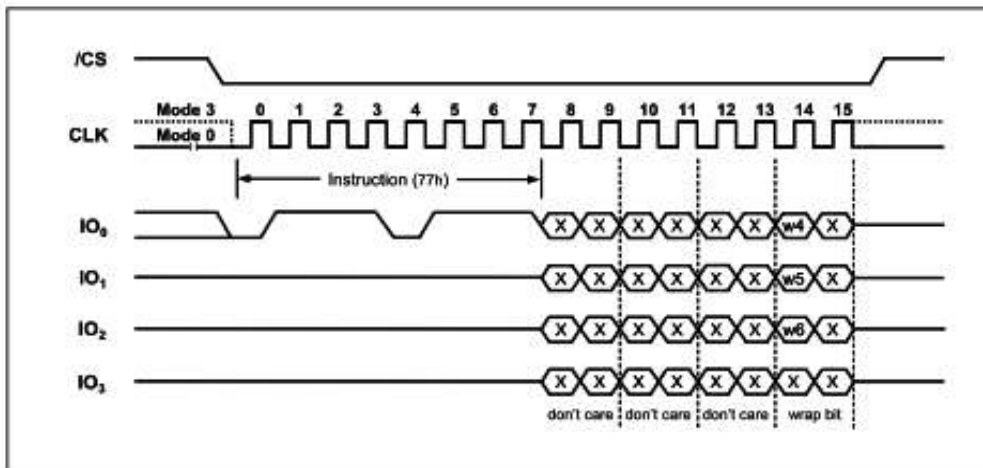 /CS
Mode 3 0 1 2 3 4 5 6 7 8 9 10 11 12 13 14 15
CLK
Mode 0
Instruction (77h)
IO₀ X X X X X X w4 X
IO₁ X X X X X X w5 X
IO₂ X X X X X X w6 X
IO₃ X X X X X X X X
don't care don't care don't care wrap bit